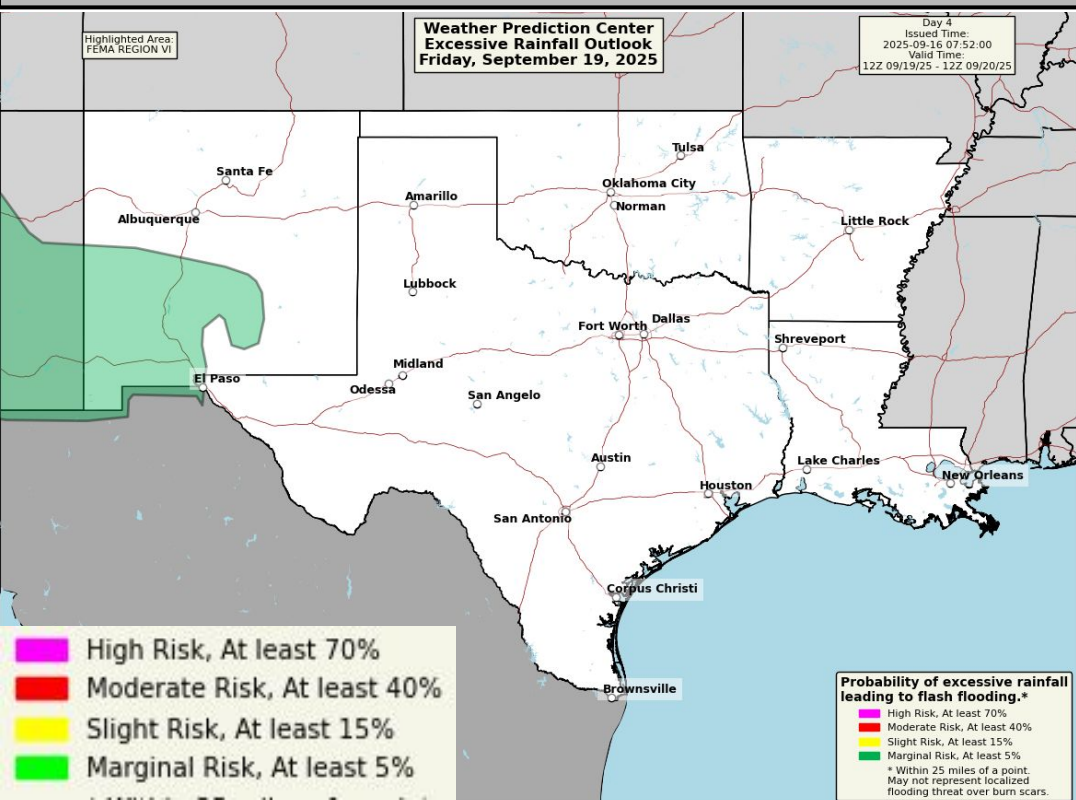 Highlighted Area:
FEMA REGION VI
Weather Prediction Center
Excessive Rainfall Outlook
Friday, September 19, 2025
Day 4
Issued Time:
2025-09-16 07:52:00
Valid Time:
12Z 09/19/25 - 12Z 09/20/25
Tulsa
Santa Fe
Oklahoma City
Amarillo
Norman
Albuquerque
Little Rock
Lubbock
Dallas
Fort Worth
Shreveport
Midland
El Paso
Odessa
San Angelo
Austin
Lake Charles
New Orleans
Houston
San Antonio
Corpus Christi
Brownsville
High Risk, At least 70%
Moderate Risk, At least 40%
Slight Risk, At least 15%
Marginal Risk, At least 5%
Probability of excessive rainfall
leading to flash flooding.*
High Risk, At least 70%
Moderate Risk, At least 40%
Slight Risk, At least 15%
Marginal Risk, At least 5%
* Within 25 miles of a point.
May not represent localized
flooding threat over burn scars.